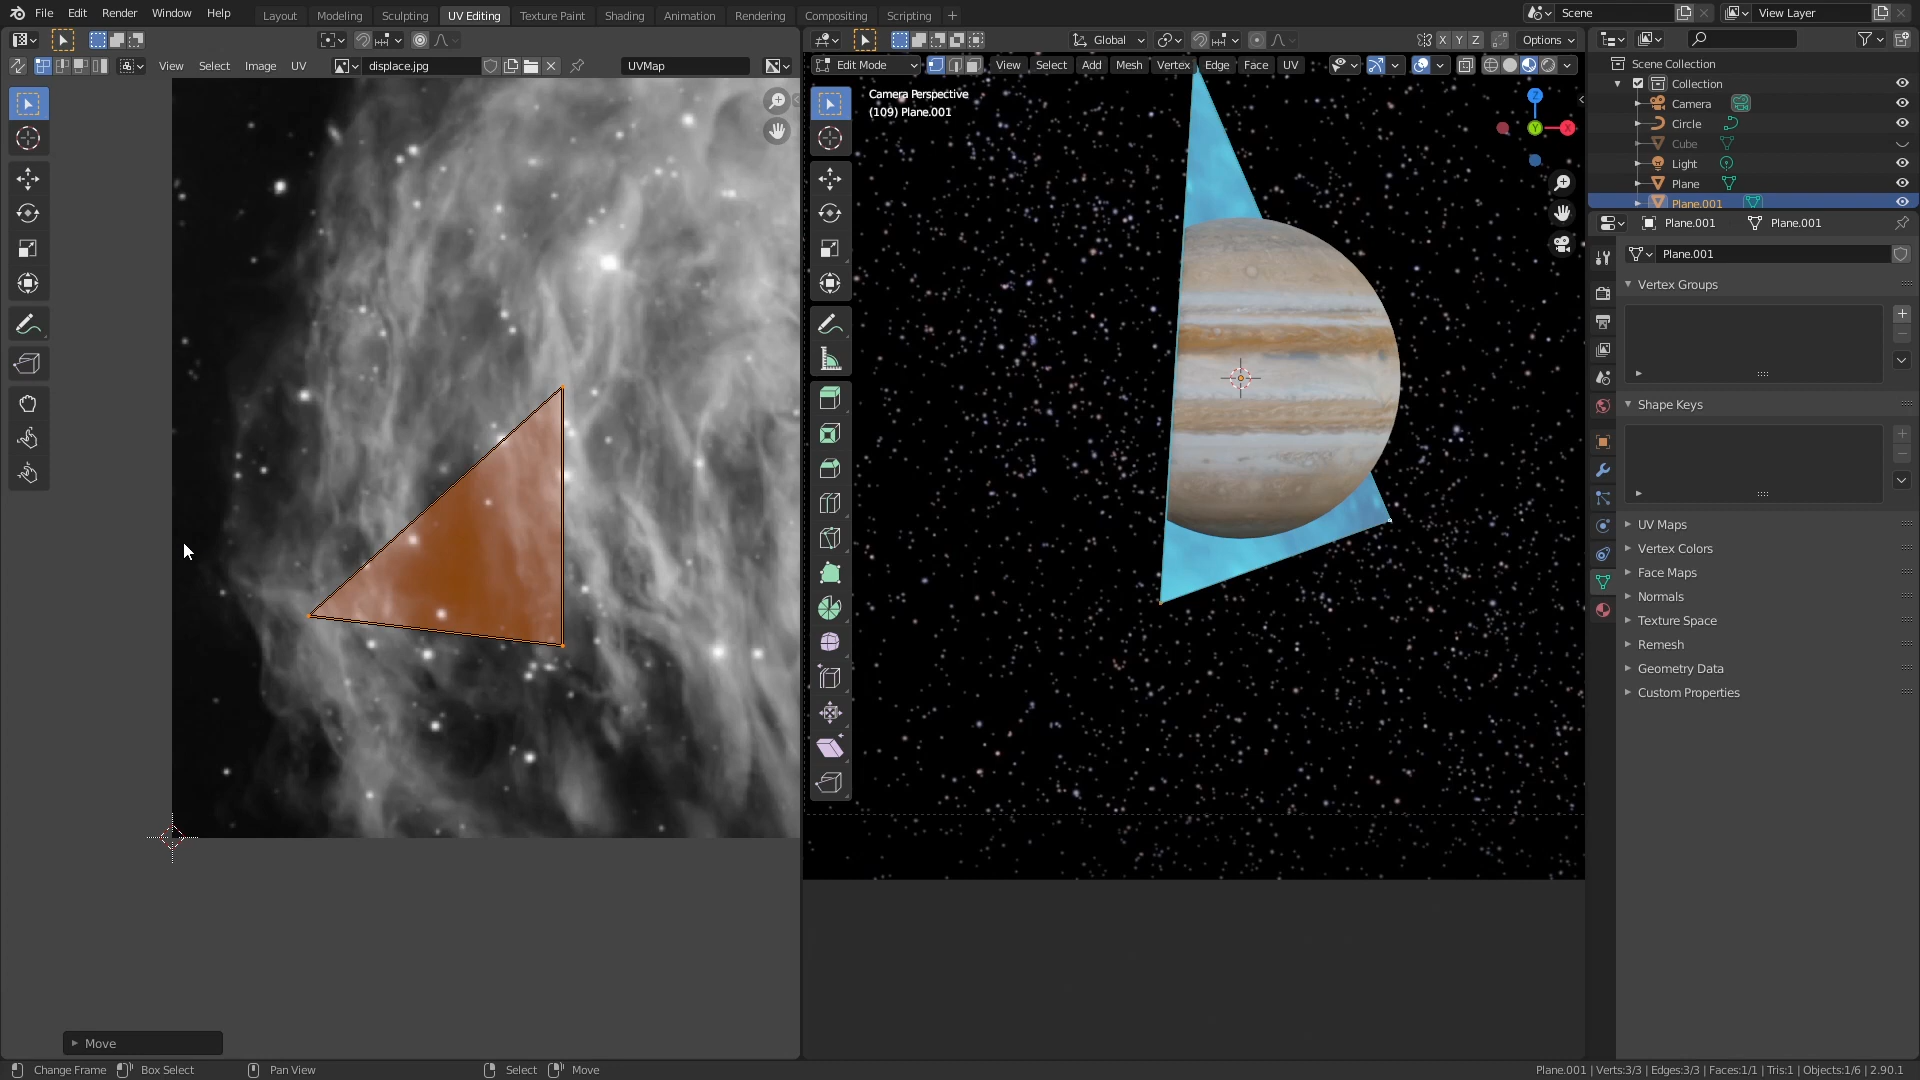 File Edit Render Window Help Layout Modeling Sculpting UV Editing Texture Paint Shading Animation Rendering Compositing Scripting + Scene View Layer
Global X Y Z Options
View Select Image UV displace.jpg UVMap Edit Mode View Select Add Mesh Vertex Edge Face UV
Scene Collection
Collection
Camera
Circle
Cube
Light
Plane
Plane.001
Camera Perspective
(109) Plane.001
Z
Y
X
Plane.001 Plane.001
Plane.001
Vertex Groups
Shape Keys
UV Maps
Vertex Colors
Face Maps
Normals
Texture Space
Remesh
Geometry Data
Custom Properties
Move
Change Frame Box Select Pan View Select Move Plane.001 | Verts:3/3 | Edges:3/3 | Faces:1/1 | Tris:1 | Objects:1/6 | 2.90.1